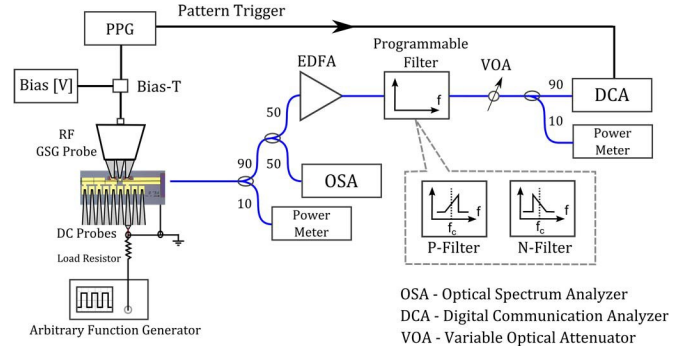 Pattern Trigger
PPG
Programmable
Filter
EDFA
VOA
Bias [V]
Bias-T
f
90
DCA
50
10
RF
GSG Probe
Power
Meter
90
50
OSA
10
f
fc
f
fc
Power
Meter
DC Probes
P-Filter
N-Filter
Load Resistor
Arbitrary Function Generator
OSA - Optical Spectrum Analyzer
DCA - Digital Communication Analyzer
VOA - Variable Optical Attenuator